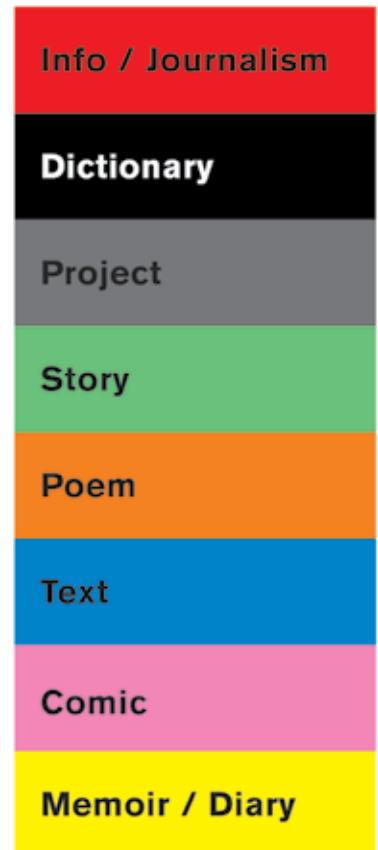 Info / Journalism
Dictionary
Project
Story
Poem
Text
Comic
Memoir / Diary